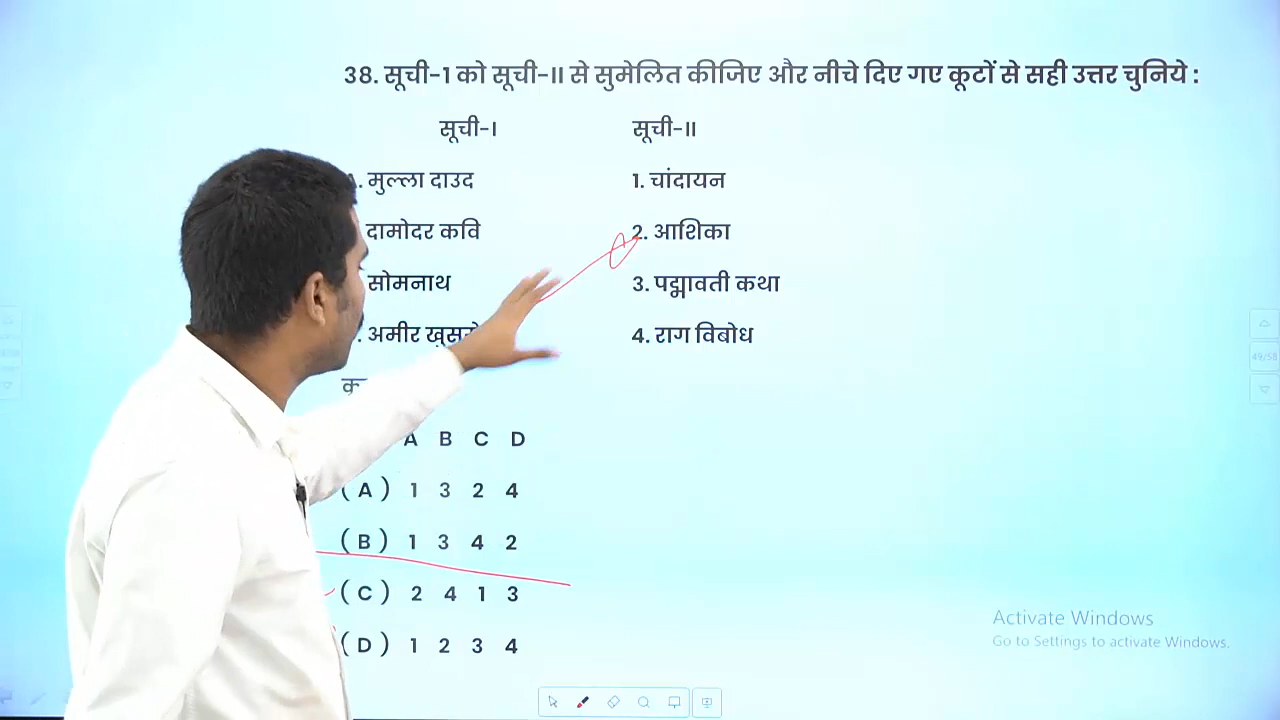 38. सूची-1 को सूची-II से सुमेलित कीजिए और नीचे दिए गए कूटों से सही उत्तर चुनिये :
सूची-I सूची-II
. मुल्ला दाउद 1. चांदायन
दामोदर कवि 2. आशिका
सोमनाथ 3. पद्मावती कथा
. अमीर 4. राग विबोध
A B C D
(A) 1 3 2 4
(B) 1 3 4 2
(C) 2 4 1 3
(D) 1 2 3 4
Activate Windows
Go to Settings to activate Windows.
49/58